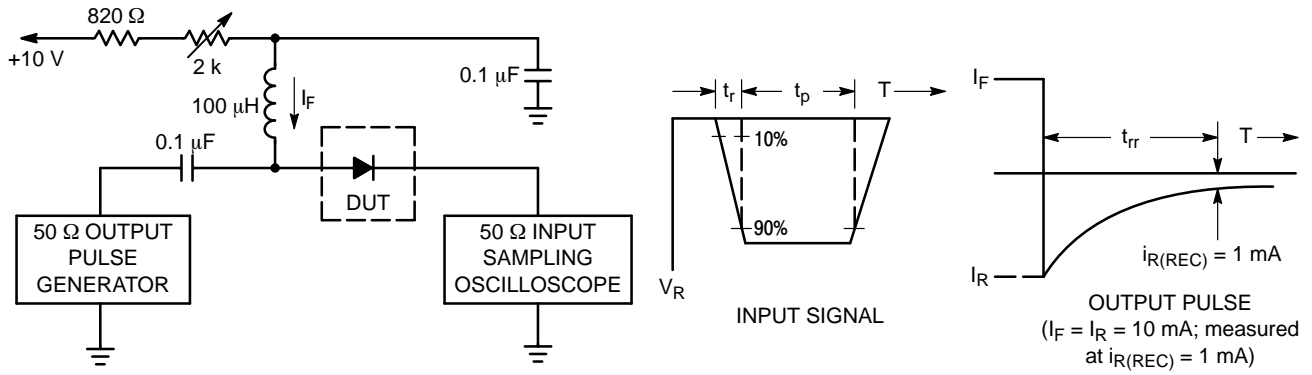 820 Ω
+10 V
2 k
0.1 µF
100 µH
I_F
0.1 µF
DUT
50 Ω OUTPUT
PULSE
GENERATOR
50 Ω INPUT
SAMPLING
OSCILLOSCOPE
t_r
t_p
T
10%
90%
V_R
INPUT SIGNAL
I_F
t_rr
T
i_R(REC) = 1 mA
I_R
OUTPUT PULSE
(I_F = I_R = 10 mA; measured
at i_R(REC) = 1 mA)